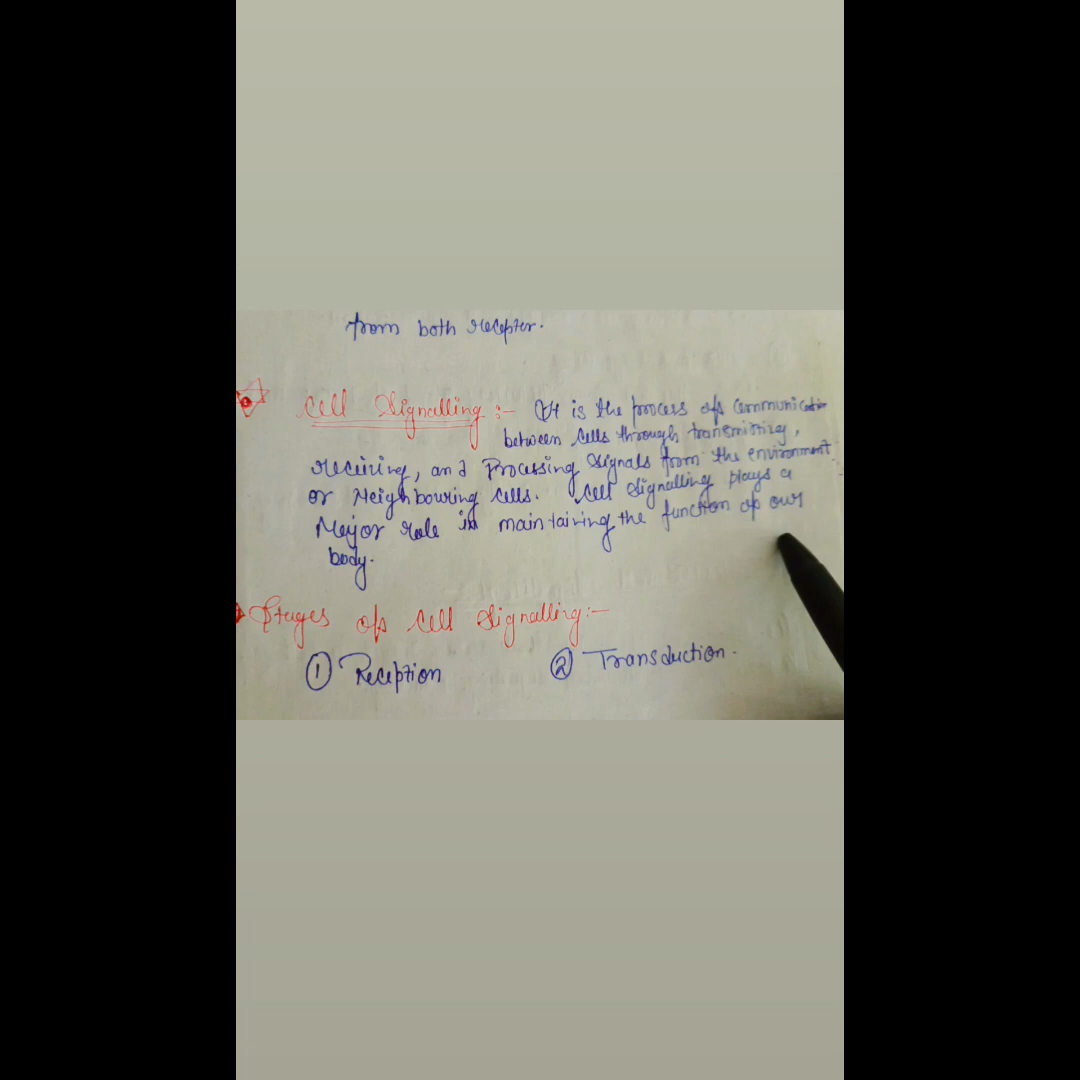 from both recepter.
Cell Signalling :- It is the process of communication
between cells through transmitting,
receiving, and Processing signals from the environment
or Neighbouring cells. Cell signalling plays a
Mejor role in maintaining the function of our
body.
Stages of Cell Signalling:-
① Reception ② Transduction.